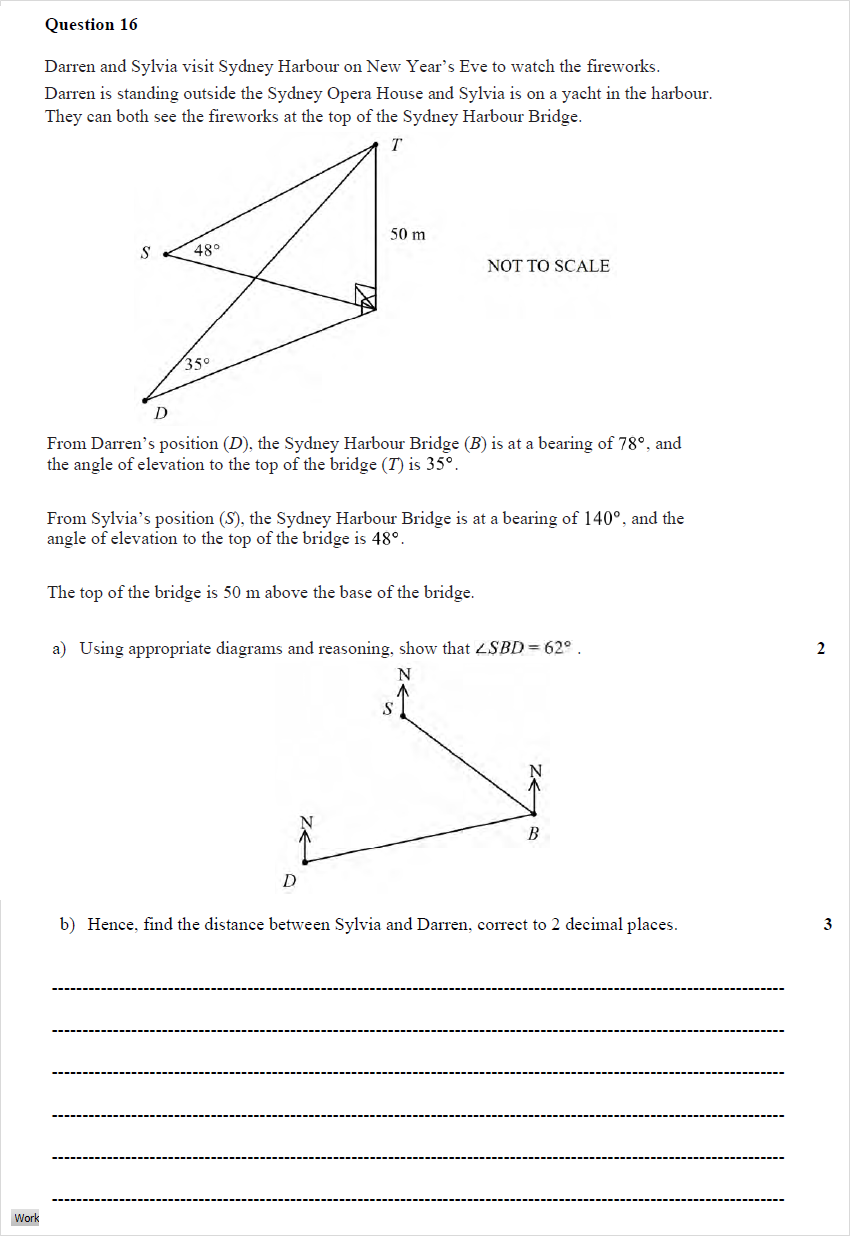 Question 16
Darren and Sylvia visit Sydney Harbour on New Year's Eve to watch the fireworks.
Darren is standing outside the Sydney Opera House and Sylvia is on a yacht in the harbour.
They can both see the fireworks at the top of the Sydney Harbour Bridge.
T
50 m
S
48°
NOT TO SCALE
35°
D
From Darren's position (D), the Sydney Harbour Bridge (B) is at a bearing of 78°, and
the angle of elevation to the top of the bridge (T) is 35°.
From Sylvia's position (S), the Sydney Harbour Bridge is at a bearing of 140°, and the
angle of elevation to the top of the bridge is 48°.
The top of the bridge is 50 m above the base of the bridge.
a) Using appropriate diagrams and reasoning, show that ∠SBD = 62° . 2
N
S
N
B
N
D
b) Hence, find the distance between Sylvia and Darren, correct to 2 decimal places. 3
Work